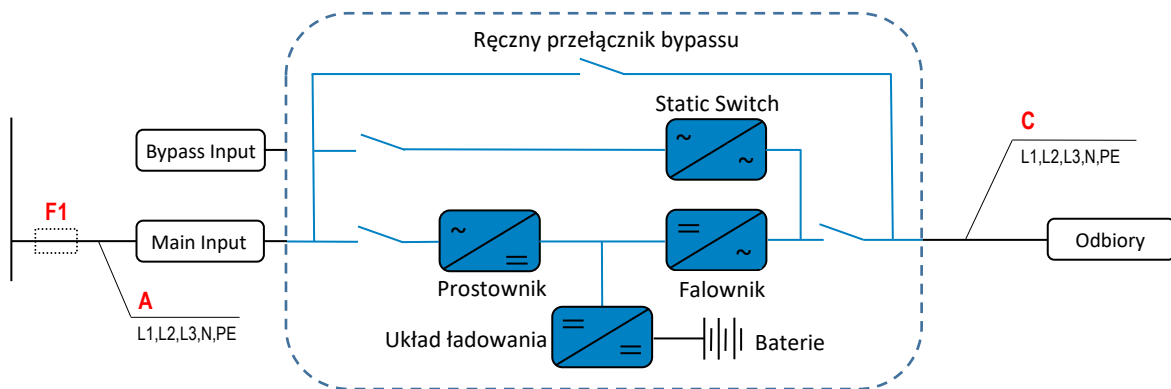 Ręczny przełącznik bypassu
Static Switch
~
~
C
Bypass Input
L1,L2,L3,N,PE
F1
Main Input
~
~
Odbiory
Prostownik
Falownik
A
L1,L2,L3,N,PE
Układ ładowania
Baterie